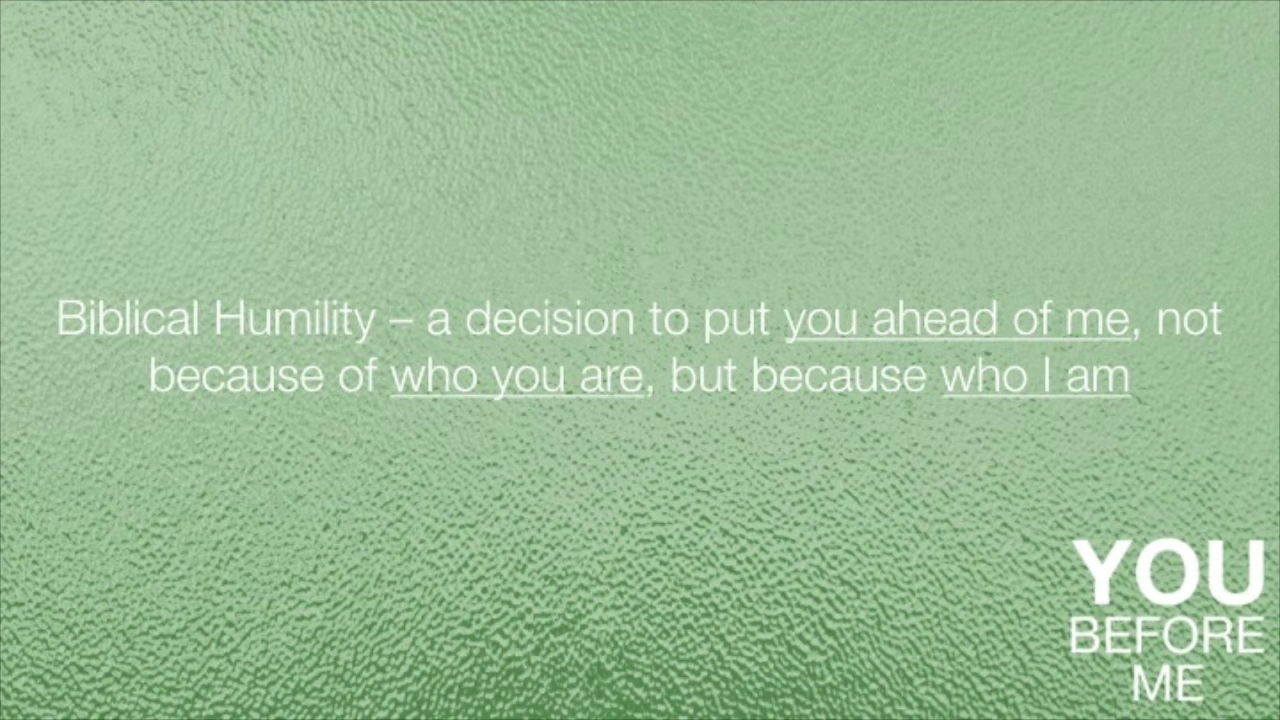 Biblical Humility – a decision to put you ahead of me, not
because of who you are, but because who I am
YOU
BEFORE
ME